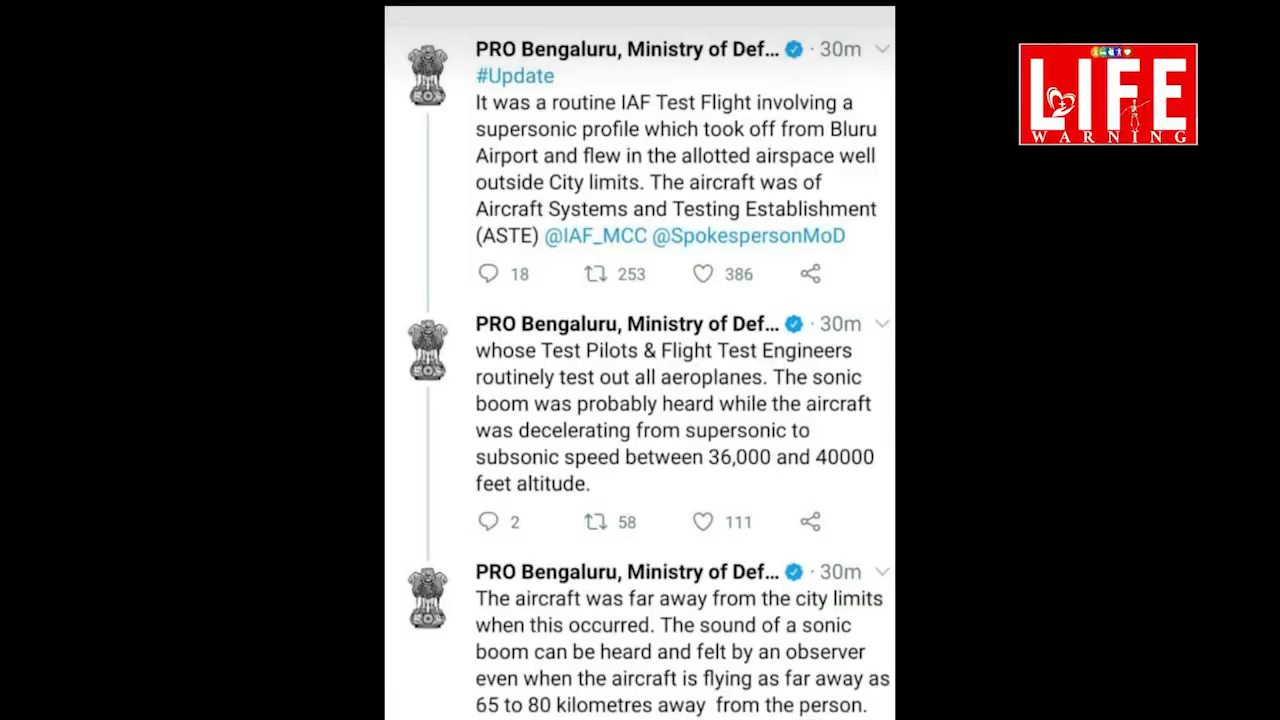 PRO Bengaluru, Ministry of Def... · 30m
#Update
It was a routine IAF Test Flight involving a
supersonic profile which took off from Bluru
Airport and flew in the allotted airspace well
outside City limits. The aircraft was of
Aircraft Systems and Testing Establishment
(ASTE) @IAF_MCC @SpokespersonMoD
18 253 386
PRO Bengaluru, Ministry of Def... · 30m
whose Test Pilots & Flight Test Engineers
routinely test out all aeroplanes. The sonic
boom was probably heard while the aircraft
was decelerating from supersonic to
subsonic speed between 36,000 and 40000
feet altitude.
2 58 111
PRO Bengaluru, Ministry of Def... · 30m
The aircraft was far away from the city limits
when this occurred. The sound of a sonic
boom can be heard and felt by an observer
even when the aircraft is flying as far away as
65 to 80 kilometres away from the person.
LIFE
WARNING